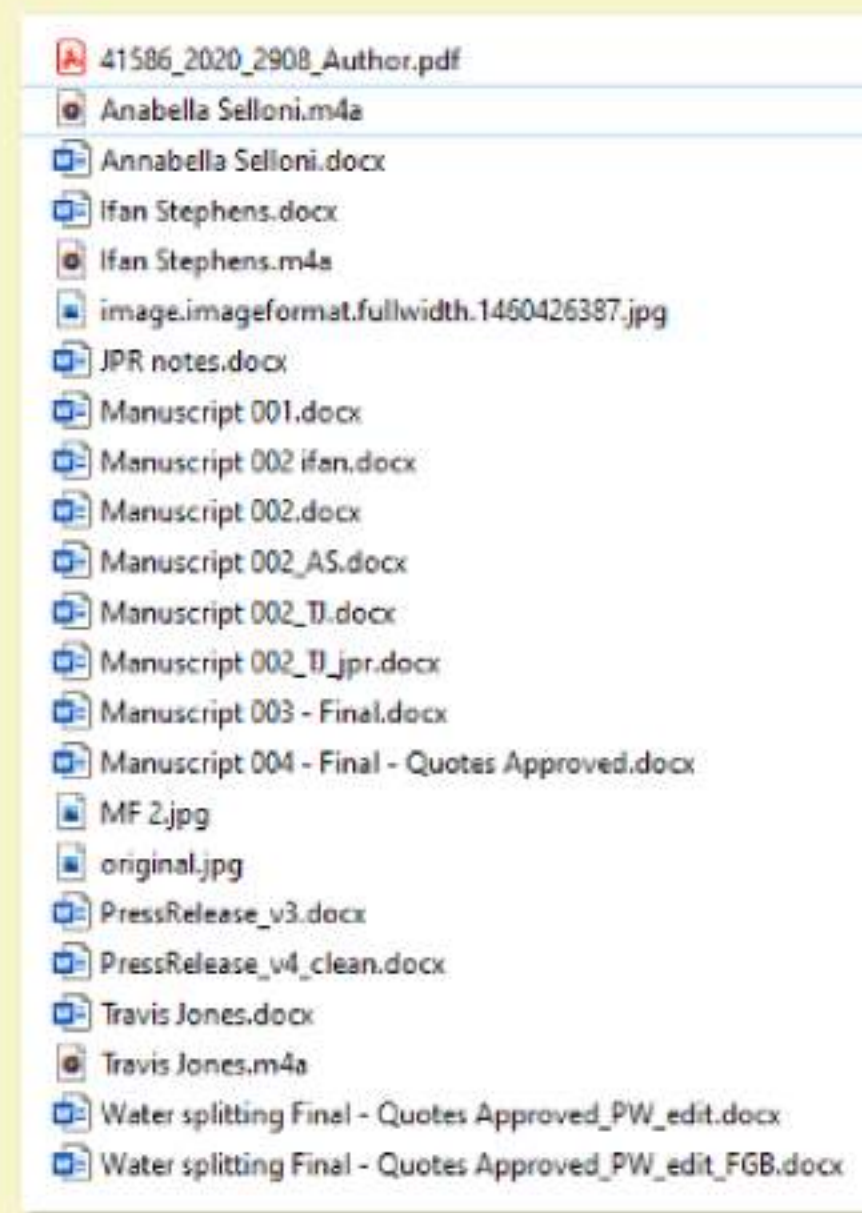 41586_2020_2908_Author.pdf
Anabella Selloni.m4a
Annabella Selloni.docx
Ifan Stephens.docx
Ifan Stephens.m4a
image.imageformat.fullwidth.1460426387.jpg
JPR notes.docx
Manuscript 001.docx
Manuscript 002 ifan.docx
Manuscript 002.docx
Manuscript 002_AS.docx
Manuscript 002_TJ.docx
Manuscript 002_TJ_jpr.docx
Manuscript 003 - Final.docx
Manuscript 004 - Final - Quotes Approved.docx
MF 2.jpg
original.jpg
PressRelease_v3.docx
PressRelease_v4_clean.docx
Travis Jones.docx
Travis Jones.m4a
Water splitting Final - Quotes Approved_PW_edit.docx
Water splitting Final - Quotes Approved_PW_edit_FGB.docx